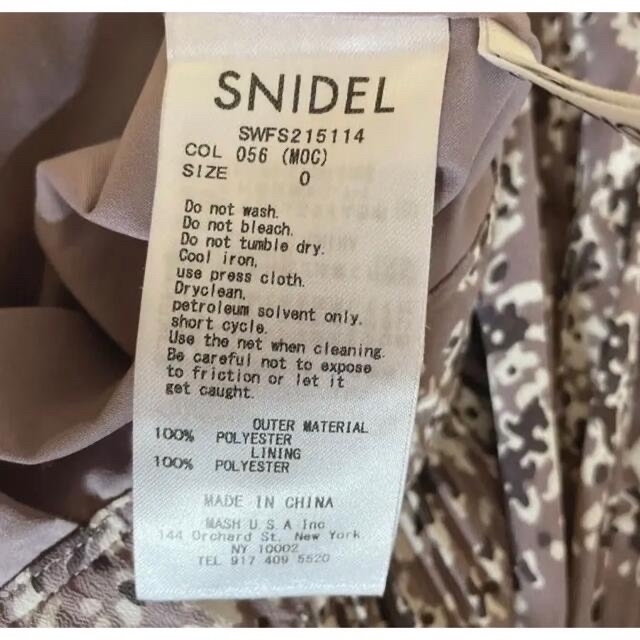 SNIDEL
SWFS215114
COL 056 (MOC)
SIZE 0
Do not wash.
Do not bleach.
Do not tumble dry.
Cool iron.
use press cloth.
Dryclean,
petroleum solvent only.
short cycle.
Use the net when cleaning.
Be careful not to expose
to friction or let it
get caught.
OUTER MATERIAL
100% POLYESTER
LINING
100% POLYESTER
MADE IN CHINA
MASH U.S.A Inc
144 Orchard St. New York,
NY 10002
TEL 917 409 5520